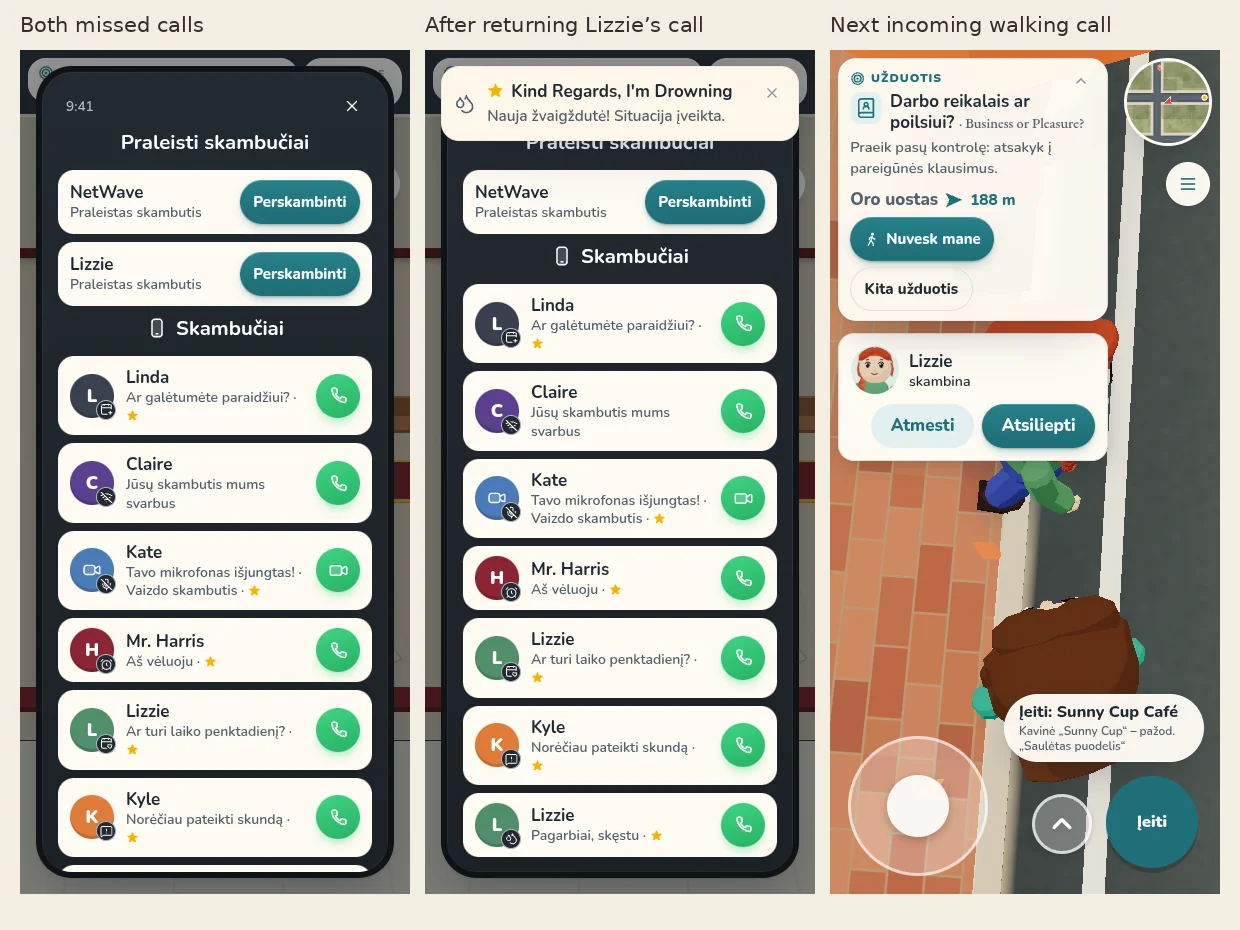 Both missed calls
9:41
Praleisti skambučiai
NetWave
Praleistas skambutis
Perskambinti
Lizzie
Praleistas skambutis
Perskambinti
Skambučiai
L
Linda
Ar galėtumėte paraidžiui? ·
C
Claire
Jūsų skambutis mums
svarbus
Kate
Tavo mikrofonas išjungtas! ·
Vaizdo skambutis ·
H
Mr. Harris
Aš vėluoju ·
L
Lizzie
Ar turi laiko penktadienį? ·
K
Kyle
Norėčiau pateikti skundą ·
After returning Lizzie’s call
Kind Regards, I'm Drowning
Nauja žvaigždutė! Situacija įveikta.
Praleisti skambučiai
NetWave
Praleistas skambutis
Perskambinti
Skambučiai
L
Linda
Ar galėtumėte paraidžiui? ·
C
Claire
Jūsų skambutis mums
svarbus
Kate
Tavo mikrofonas išjungtas! ·
Vaizdo skambutis ·
H
Mr. Harris
Aš vėluoju ·
L
Lizzie
Ar turi laiko penktadienį? ·
K
Kyle
Norėčiau pateikti skundą ·
L
Lizzie
Pagarbiai, skęstu ·
Next incoming walking call
UŽDUOTIS
Darbo reikalais ar
poilsiui? · Business or Pleasure?
Praeik pasų kontrolę: atsakyk į
pareigūnės klausimus.
Oro uostas 188 m
Nuvesk mane
Kita užduotis
Lizzie
skambina
Atmesti
Atsiliepti
Įeiti: Sunny Cup Café
Kavinė „Sunny Cup“ – pažod.
„Saulėtas puodelis“
Įeiti